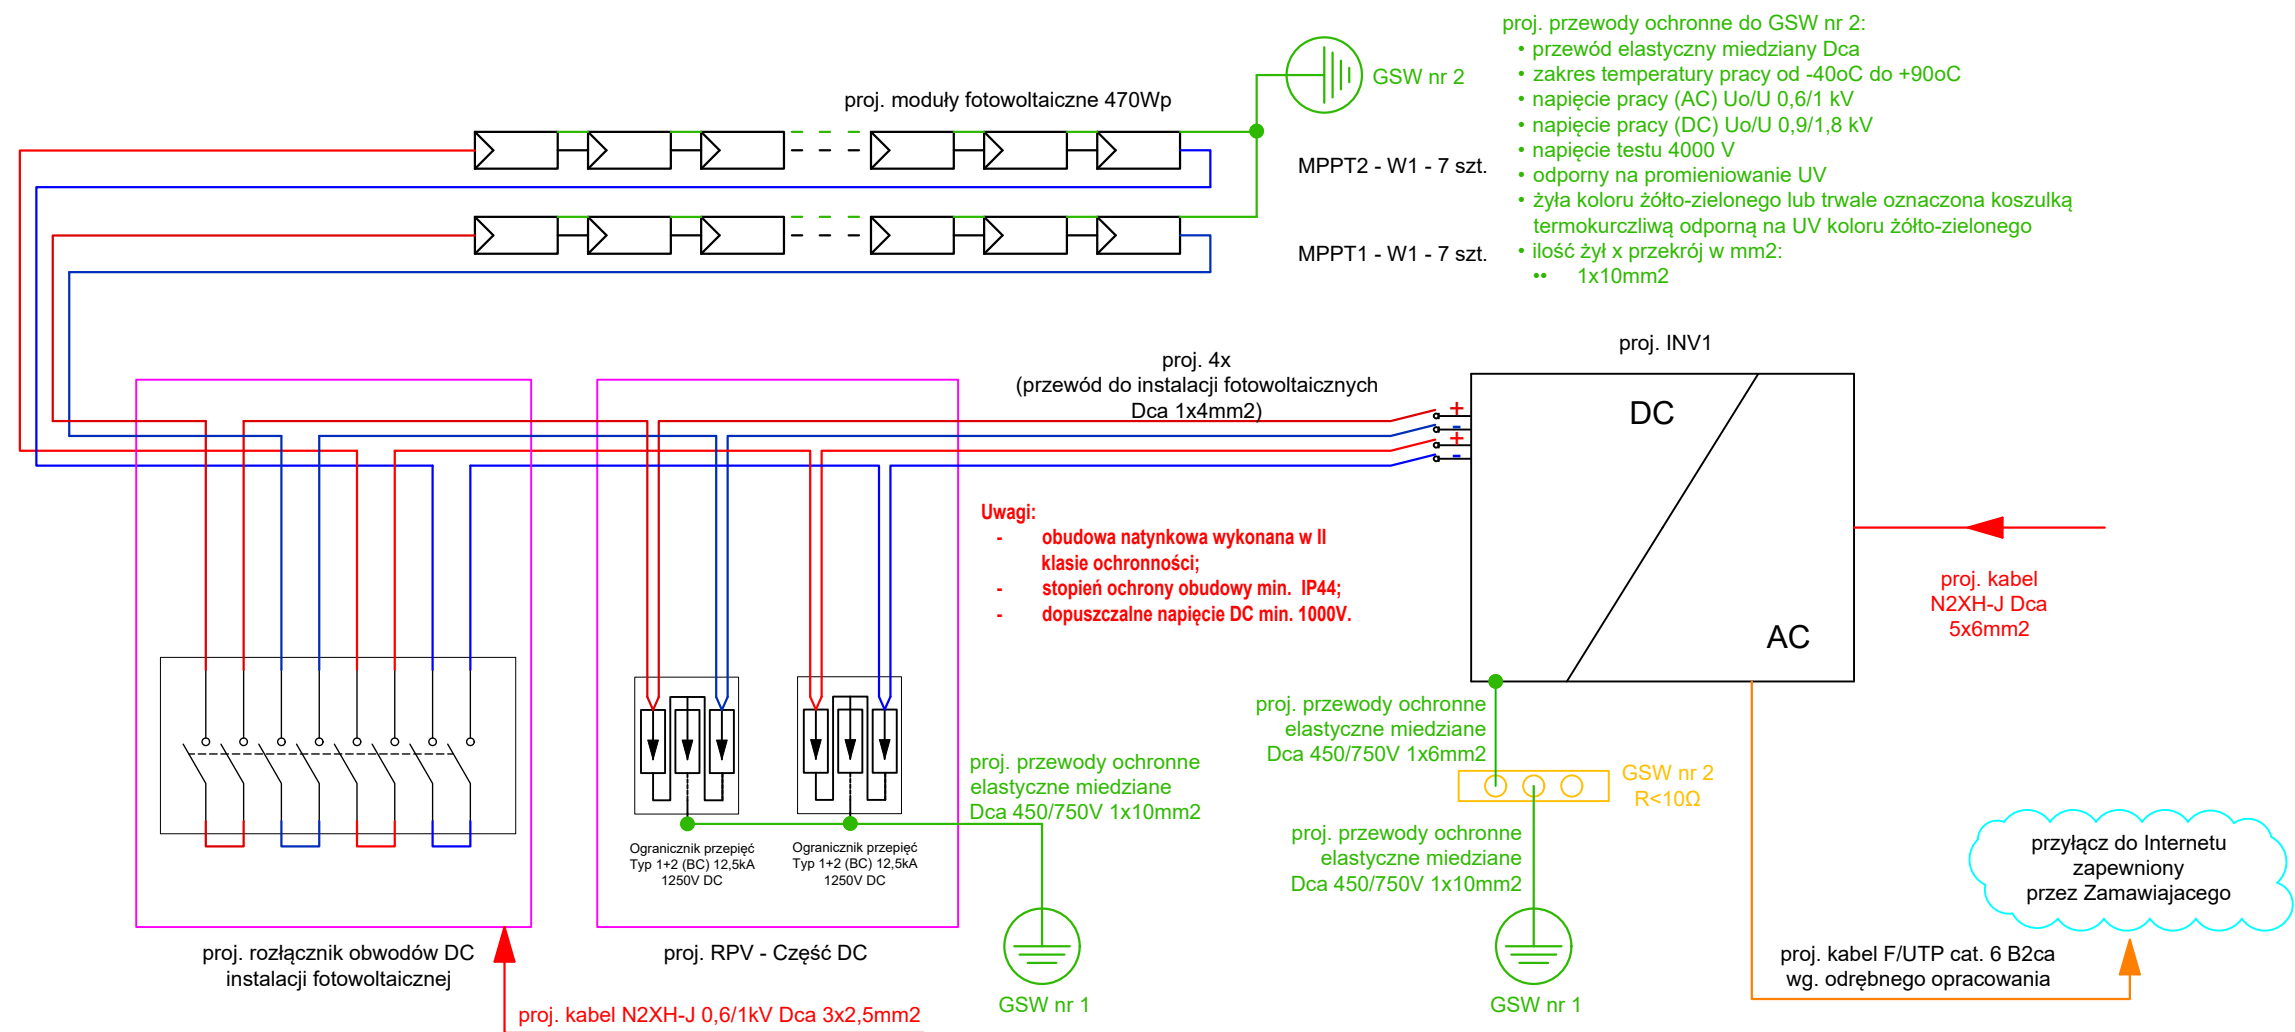 proj. przewody ochronne do GSW nr 2:
• przewód elastyczny miedziany Dca
• zakres temperatury pracy od -40oC do +90oC
• napięcie pracy (AC) Uo/U 0,6/1 kV
• napięcie pracy (DC) Uo/U 0,9/1,8 kV
• napięcie testu 4000 V
• odporny na promieniowanie UV
• żyła koloru żółto-zielonego lub trwale oznaczona koszulką
termokurczliwą odporną na UV koloru żółto-zielonego
• ilość żył x przekrój w mm2:
•• 1x10mm2
GSW nr 2
proj. moduły fotowoltaiczne 470Wp
MPPT2 - W1 - 7 szt.
MPPT1 - W1 - 7 szt.
proj. 4x
(przewód do instalacji fotowoltaicznych
Dca 1x4mm2)
proj. INV1
DC
AC
+
-
+
-
Uwagi:
- obudowa natynkowa wykonana w II
klasie ochronności;
- stopień ochrony obudowy min. IP44;
- dopuszczalne napięcie DC min. 1000V.
proj. kabel
N2XH-J Dca
5x6mm2
proj. przewody ochronne
elastyczne miedziane
Dca 450/750V 1x6mm2
GSW nr 2
R<10Ω
proj. przewody ochronne
elastyczne miedziane
Dca 450/750V 1x10mm2
proj. przewody ochronne
elastyczne miedziane
Dca 450/750V 1x10mm2
Ogranicznik przepięć
Typ 1+2 (BC) 12,5kA
1250V DC
Ogranicznik przepięć
Typ 1+2 (BC) 12,5kA
1250V DC
przyłącz do Internetu
zapewniony
przez Zamawiajacego
proj. rozłącznik obwodów DC
instalacji fotowoltaicznej
proj. RPV - Część DC
GSW nr 1
GSW nr 1
proj. kabel F/UTP cat. 6 B2ca
wg. odrębnego opracowania
proj. kabel N2XH-J 0,6/1kV Dca 3x2,5mm2